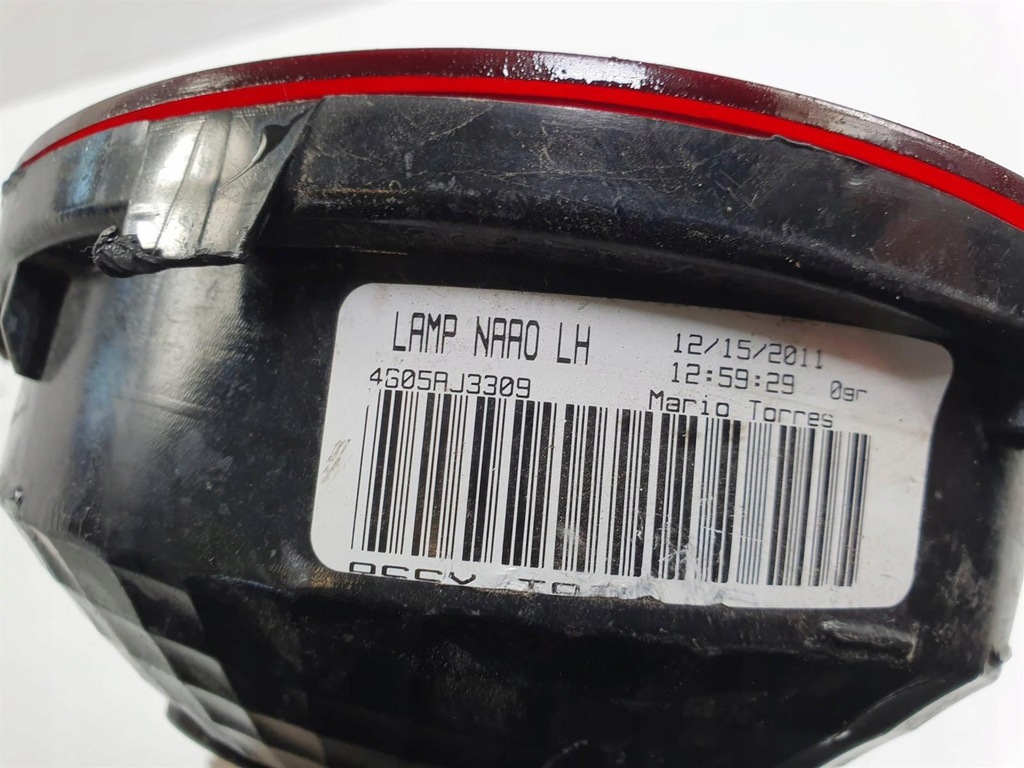 LAMP NAAO LH
12/15/2011
12:59:29 0gr
4G05AJ3309
Mario Torres